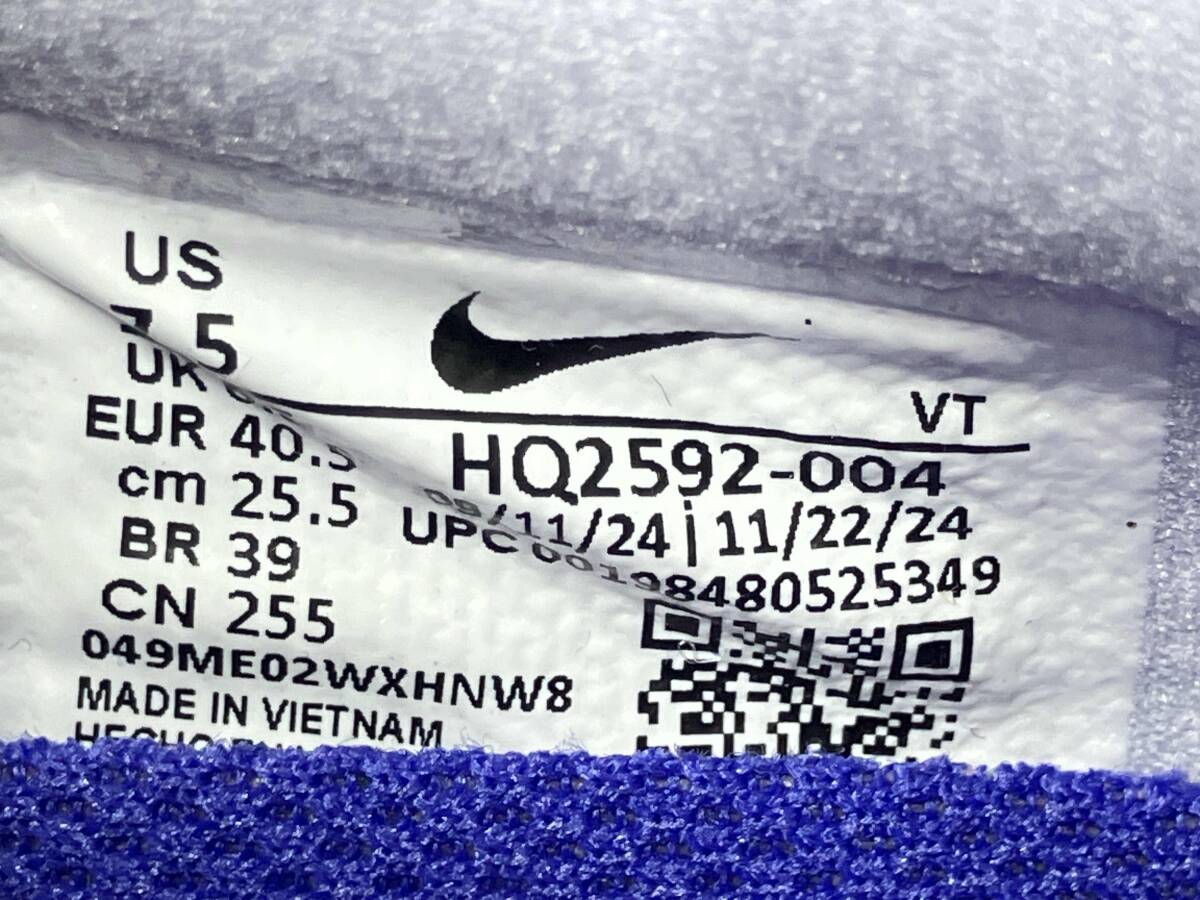 US
7.5
UK
EUR 40.5
cm 25.5
BR 39
CN 255
049ME02WXHNW8
MADE IN VIETNAM
VT
HQ2592-004
/11/24 | 11/22/24
UPC 00198480525349